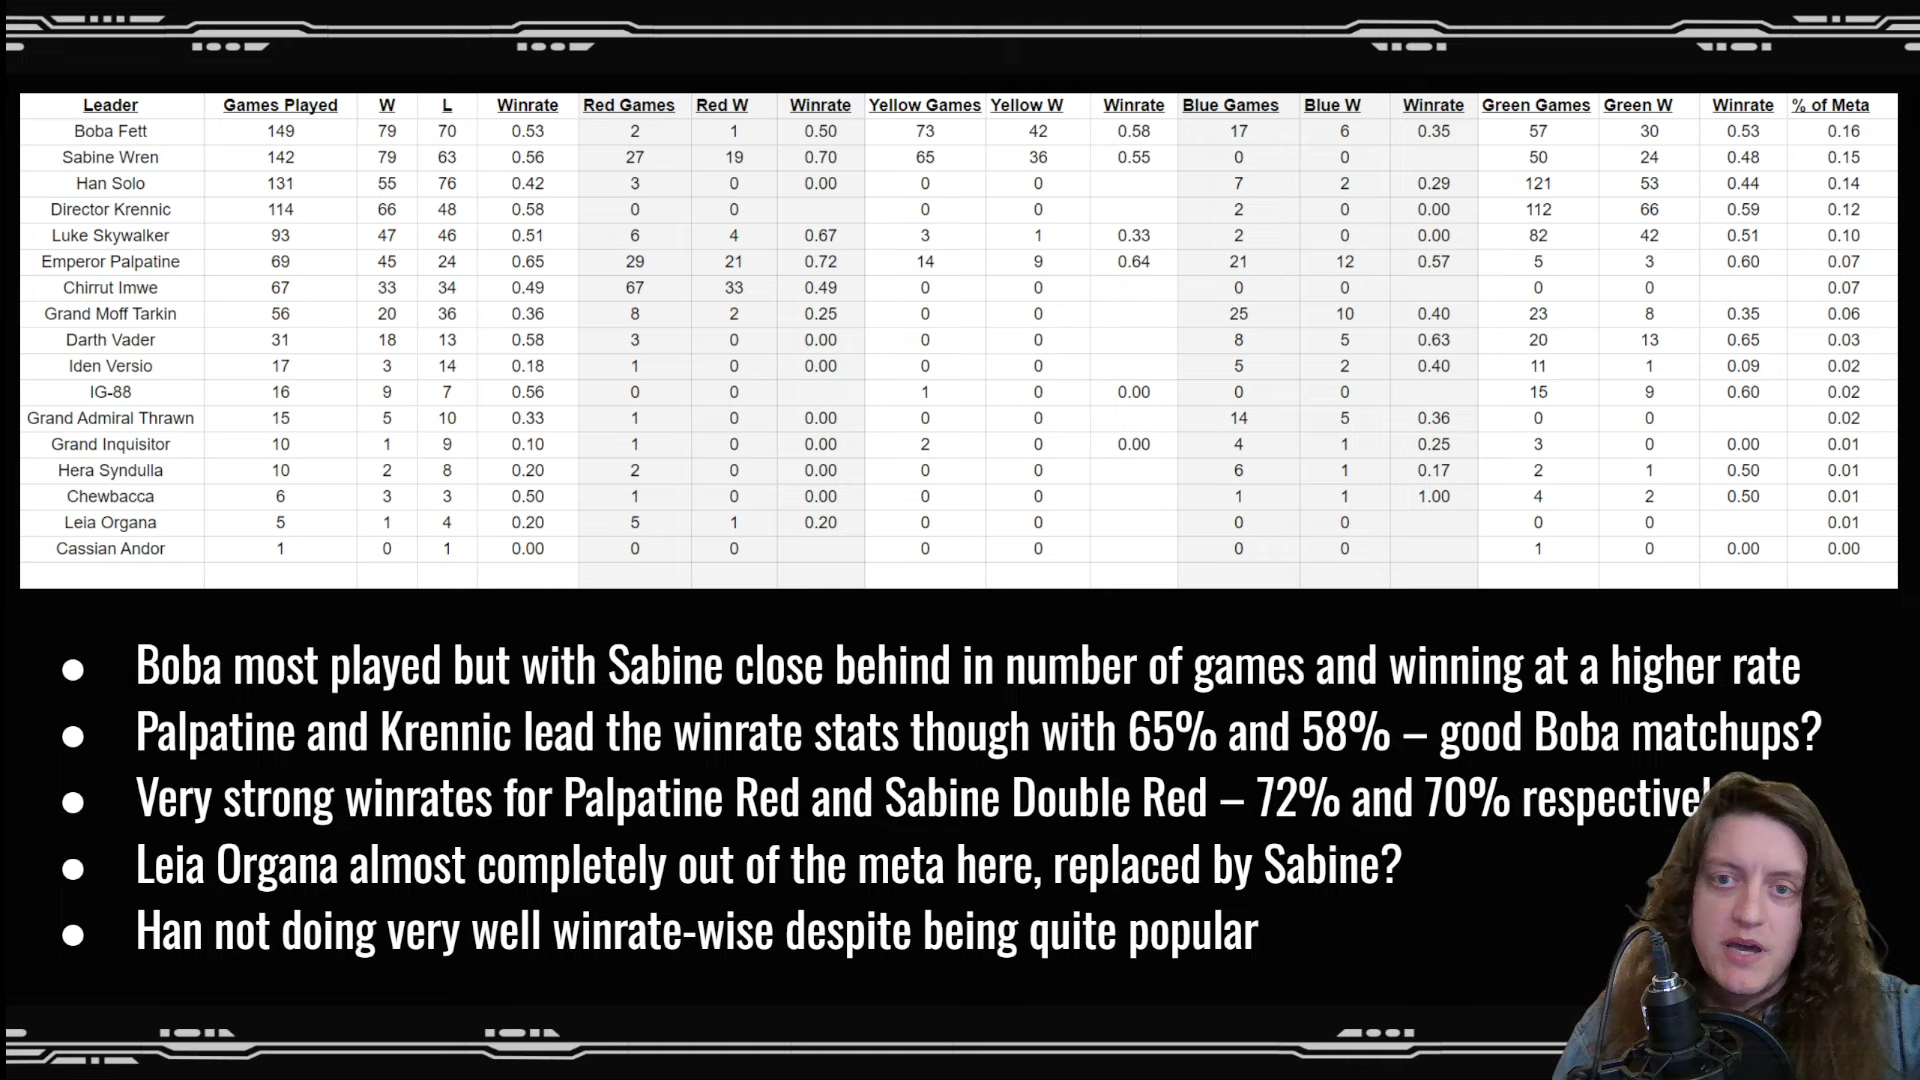 Leader Games Played W L Winrate Red Games Red W Winrate Yellow Games Yellow W Winrate Blue Games Blue W Winrate Green Games Green W Winrate % of Meta
Boba Fett 149 79 70 0.53 2 1 0.50 73 42 0.58 17 6 0.35 57 30 0.53 0.16
Sabine Wren 142 79 63 0.56 27 19 0.70 65 36 0.55 0 0 50 24 0.48 0.15
Han Solo 131 55 76 0.42 3 0 0.00 0 0 7 2 0.29 121 53 0.44 0.14
Director Krennic 114 66 48 0.58 0 0 0 0 2 0 0.00 112 66 0.59 0.12
Luke Skywalker 93 47 46 0.51 6 4 0.67 3 1 0.33 2 0 0.00 82 42 0.51 0.10
Emperor Palpatine 69 45 24 0.65 29 21 0.72 14 9 0.64 21 12 0.57 5 3 0.60 0.07
Chirrut Imwe 67 33 34 0.49 67 33 0.49 0 0 0 0 0 0 0.07
Grand Moff Tarkin 56 20 36 0.36 8 2 0.25 0 0 25 10 0.40 23 8 0.35 0.06
Darth Vader 31 18 13 0.58 3 0 0.00 0 0 8 5 0.63 20 13 0.65 0.03
Iden Versio 17 3 14 0.18 1 0 0.00 0 0 5 2 0.40 11 1 0.09 0.02
IG-88 16 9 7 0.56 0 0 1 0 0.00 0 0 15 9 0.60 0.02
Grand Admiral Thrawn 15 5 10 0.33 1 0 0.00 0 0 14 5 0.36 0 0 0.02
Grand Inquisitor 10 1 9 0.10 1 0 0.00 2 0 0.00 4 1 0.25 3 0 0.00 0.01
Hera Syndulla 10 2 8 0.20 2 0 0.00 0 0 6 1 0.17 2 1 0.50 0.01
Chewbacca 6 3 3 0.50 1 0 0.00 0 0 1 1 1.00 4 2 0.50 0.01
Leia Organa 5 1 4 0.20 5 1 0.20 0 0 0 0 0 0 0.01
Cassian Andor 1 0 1 0.00 0 0 0 0 0 0 1 0 0.00 0.00
● Boba most played but with Sabine close behind in number of games and winning at a higher rate
● Palpatine and Krennic lead the winrate stats though with 65% and 58% – good Boba matchups?
● Very strong winrates for Palpatine Red and Sabine Double Red – 72% and 70% respectivel
● Leia Organa almost completely out of the meta here, replaced by Sabine?
● Han not doing very well winrate-wise despite being quite popular